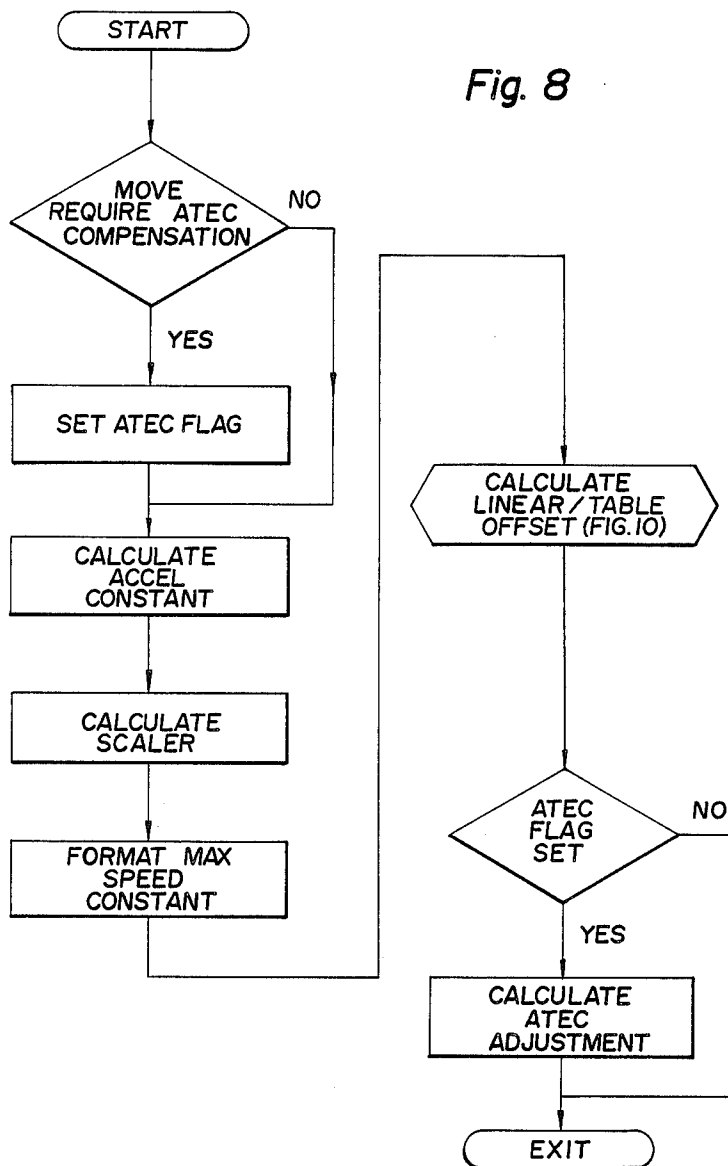 START
Fig. 8
MOVE
REQUIRE ATEC
COMPENSATION
NO
YES
SET ATEC FLAG
CALCULATE
ACCEL
CONSTANT
CALCULATE
SCALER
FORMAT MAX
SPEED
CONSTANT
CALCULATE
LINEAR/TABLE
OFFSET (FIG.10)
ATEC
FLAG
SET
NO
YES
CALCULATE
ATEC
ADJUSTMENT
EXIT